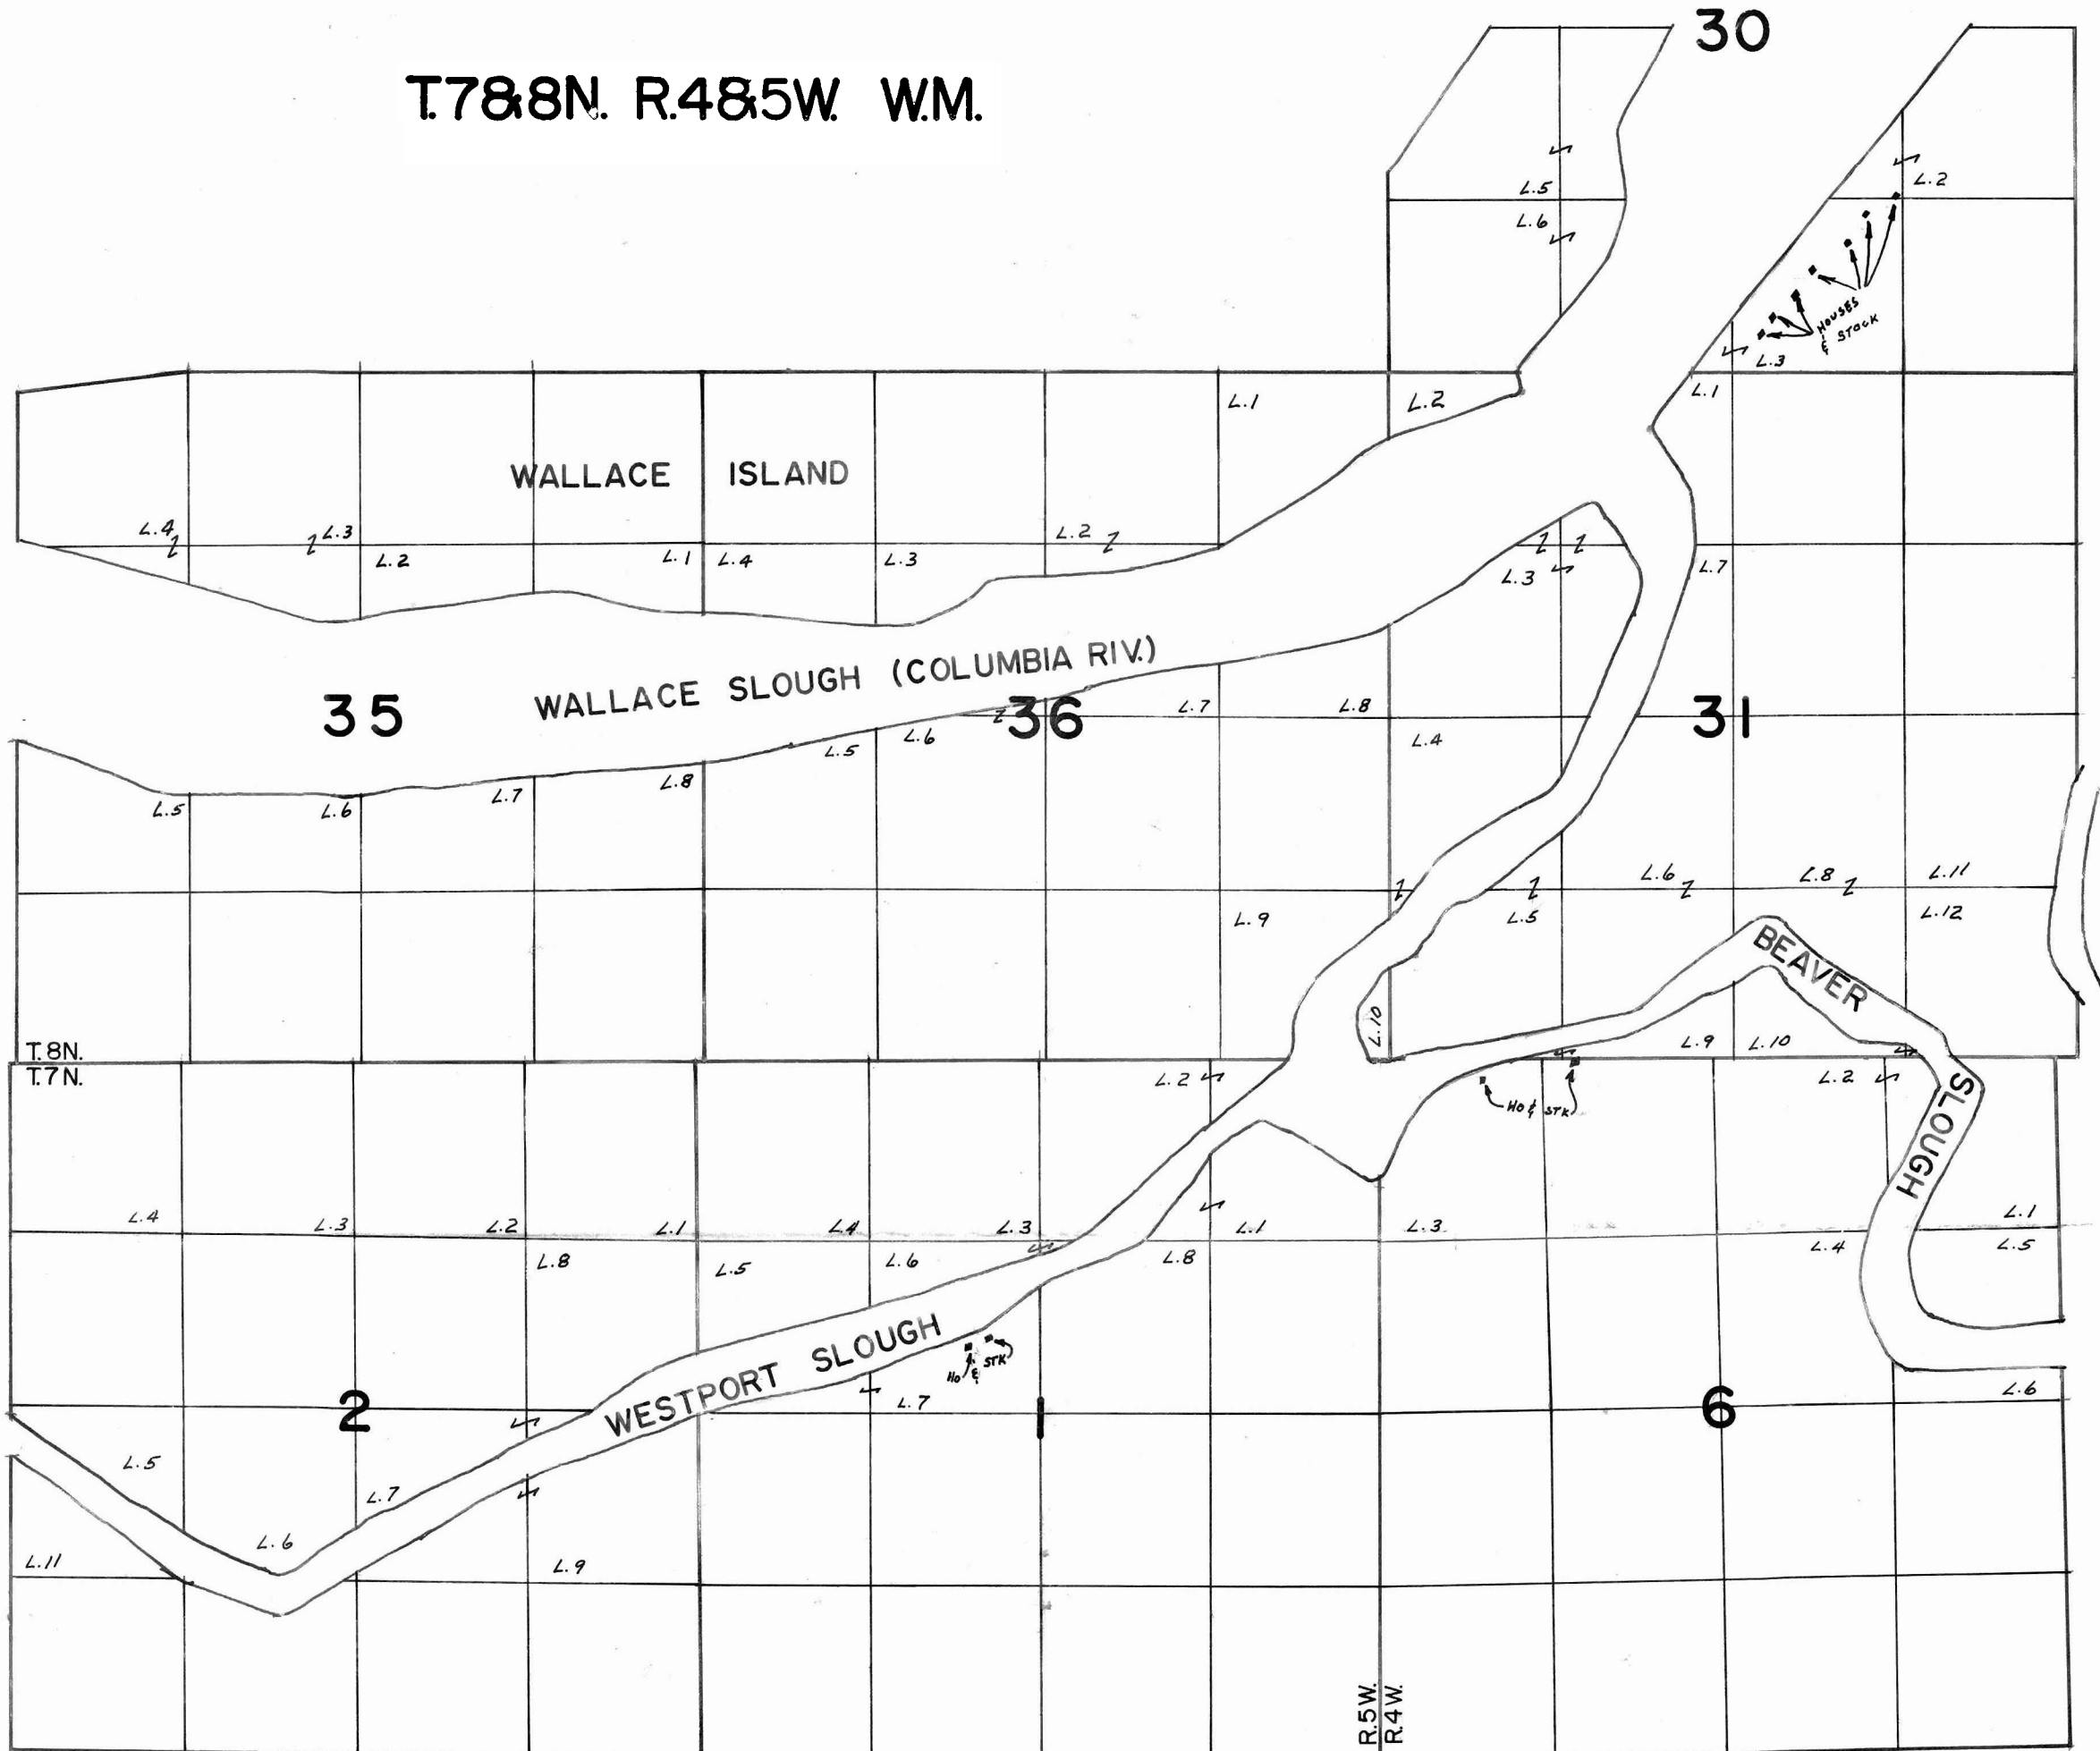 30
T.7&8N. R.4&5W. W.M.
L.5
L.2
L.6
HOUSES
& STOCK
L.3
L.1
L.2
L.1
WALLACE ISLAND
L.4
L.3
L.2
L.2
L.1
L.4
L.3
L.3
L.7
WALLACE SLOUGH (COLUMBIA RIV.)
35
36
31
L.7
L.8
L.5
L.6
L.4
L.5
L.6
L.7
L.8
L.6
L.8
L.11
L.9
L.5
L.12
BEAVER
SLOUGH
L.10
L.9
L.10
T.8N.
T.7N.
L.2
L.2
HO & STK
L.4
L.3
L.2
L.1
L.4
L.3
L.1
L.3
L.1
L.8
L.5
L.6
L.8
L.4
L.5
WESTPORT SLOUGH
HO & STK
L.7
L.6
2
1
6
L.5
L.7
L.6
L.11
L.9
R.5W.
R.4W.